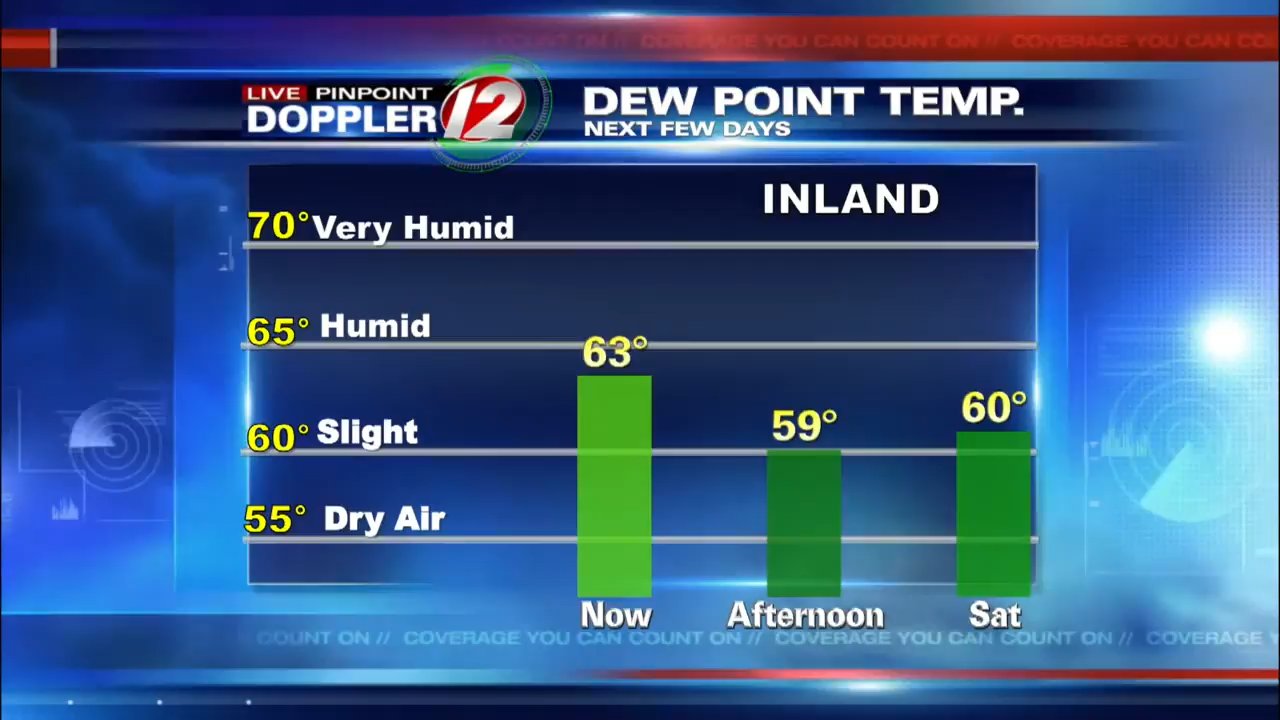 COUNT ON // COVERAGE YOU CAN COUNT ON // COVERAGE YOU CAN CO
LIVE PINPOINT
DOPPLER 12
DEW POINT TEMP.
NEXT FEW DAYS
INLAND
70° Very Humid
65° Humid
63°
60°
59°
60° Slight
55° Dry Air
Now Afternoon Sat
COUNT ON // COVERAGE YOU CAN COUNT ON // COVERAGE YOU CAN COUNT ON // COVERAGE Y